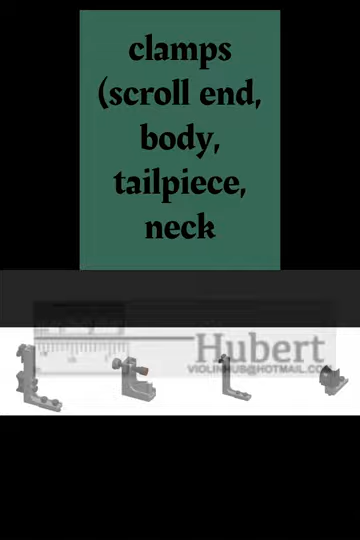 clamps
(scroll end,
body,
tailpiece,
neck
Hubert
VIOLINHUB@HOTMAIL.COM